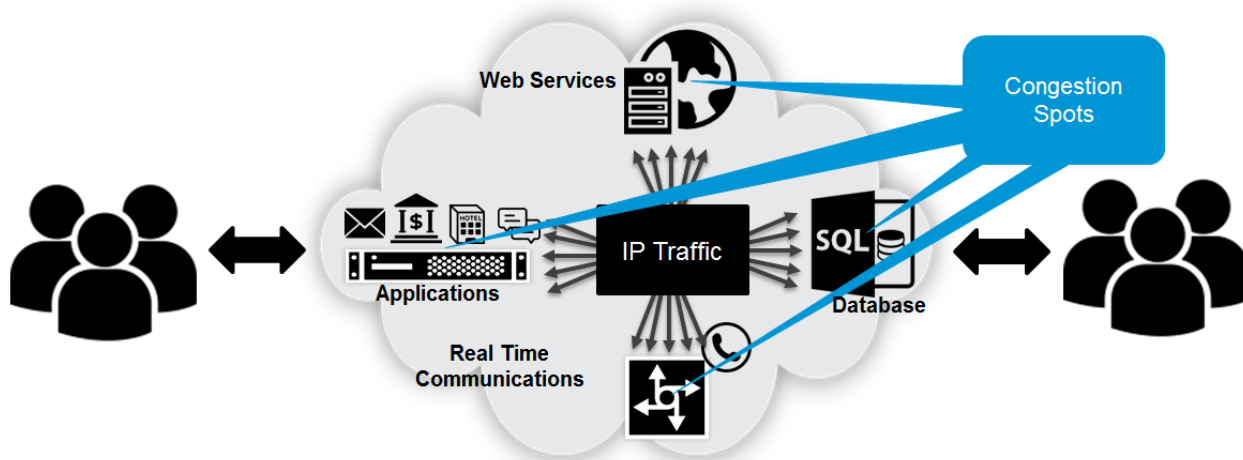 Web Services
Congestion
Spots
HOTEL
$
IP Traffic
SQL
Applications
Database
Real Time
Communications